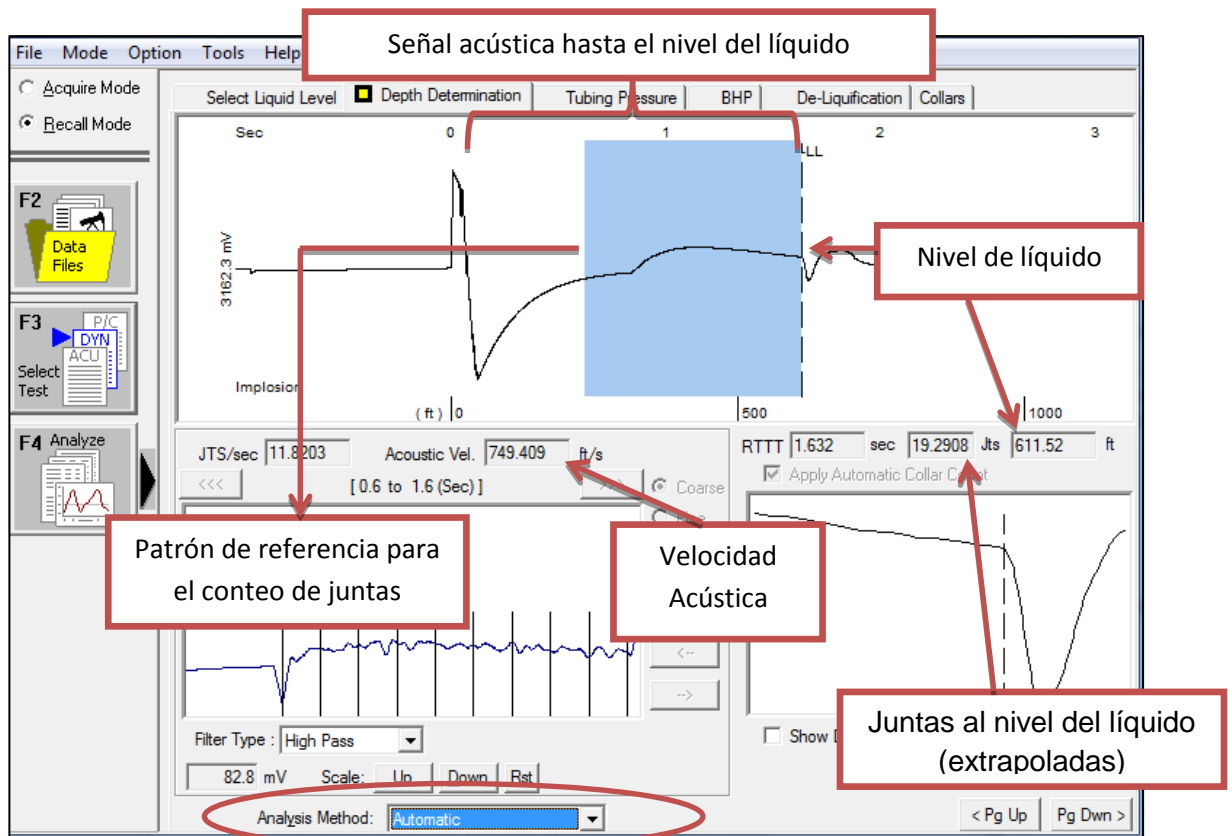 Señal acústica hasta el nivel del líquido
File Mode Option Tools Help
Acquire Mode
Recall Mode
Select Liquid Level Depth Determination Tubing Pressure BHP De-Liquification Collars
Sec 0 1 2 3
LL
3162.3 mV
Nivel de líquido
Implosion
(ft) 0 500 1000
F2
Data
Files
F3
P/C
DYN
ACU
Select
Test
F4 Analyze
JTS/sec 11.8203 Acoustic Vel. 749.409 ft/s
RTTT 1.632 sec 19.2908 Jts 611.52 ft
<<< [ 0.6 to 1.6 (Sec) ] Coarse
Apply Automatic Collar
Patrón de referencia para
el conteo de juntas
Velocidad
Acústica
<--
-->
Juntas al nivel del líquido
(extrapoladas)
Filter Type : High Pass
Show
82.8 mV Scale: Up Down Rst
Analysis Method: Automatic
< Pg Up Pg Dwn >